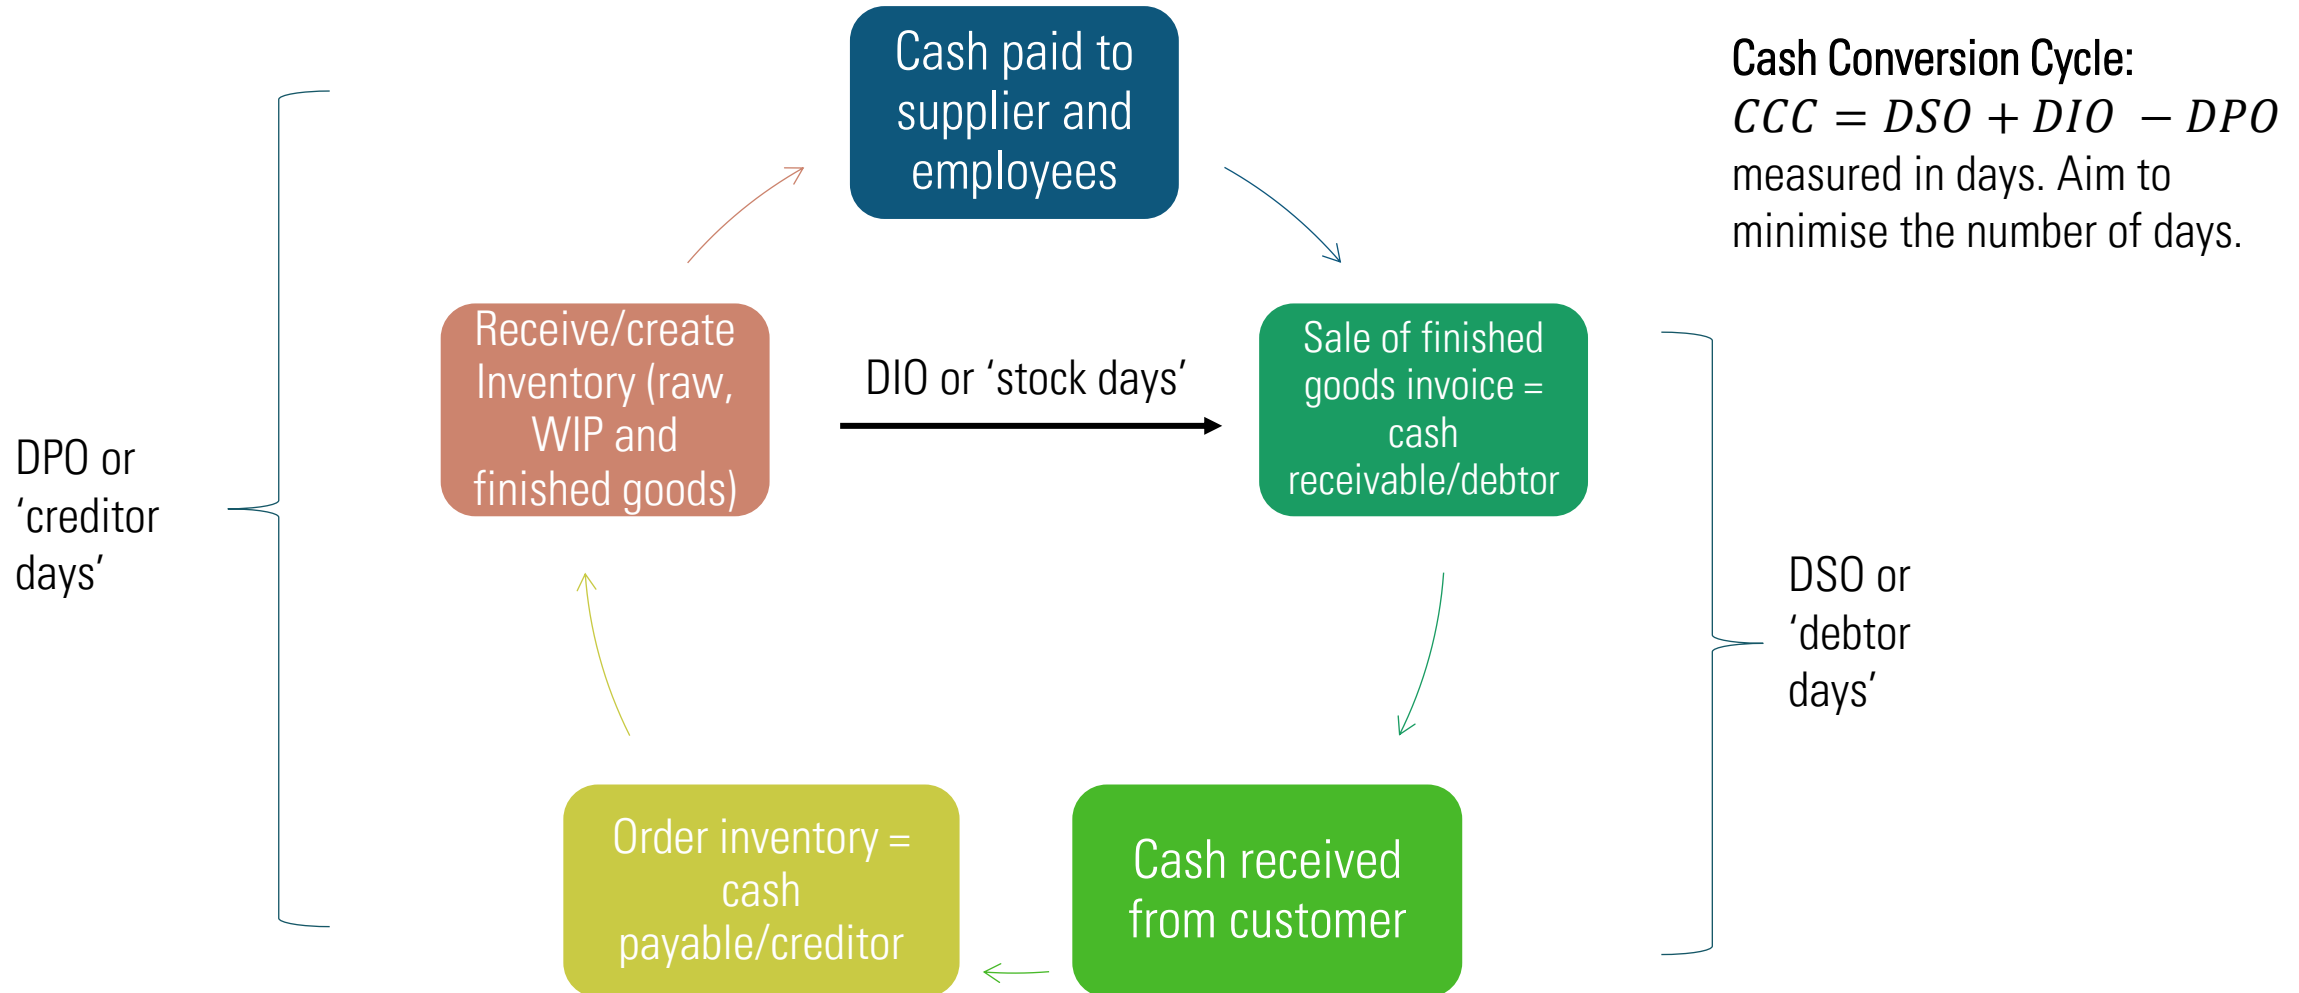 Cash paid to
supplier and
employees
Cash Conversion Cycle:
CCC = DSO + DIO − DPO
measured in days. Aim to
minimise the number of days.
Receive/create
Inventory (raw,
WIP and
finished goods)
DIO or ‘stock days’
Sale of finished
goods invoice =
cash
receivable/debtor
DPO or
‘creditor
days’
DSO or
‘debtor
days’
Order inventory =
cash
payable/creditor
Cash received
from customer